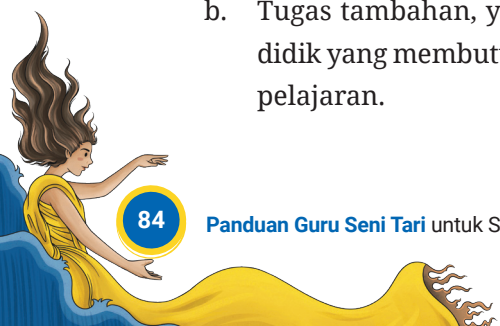 b. Tugas tambahan, y
didik yang membut
pelajaran.
84
Panduan Guru Seni Tari untuk S